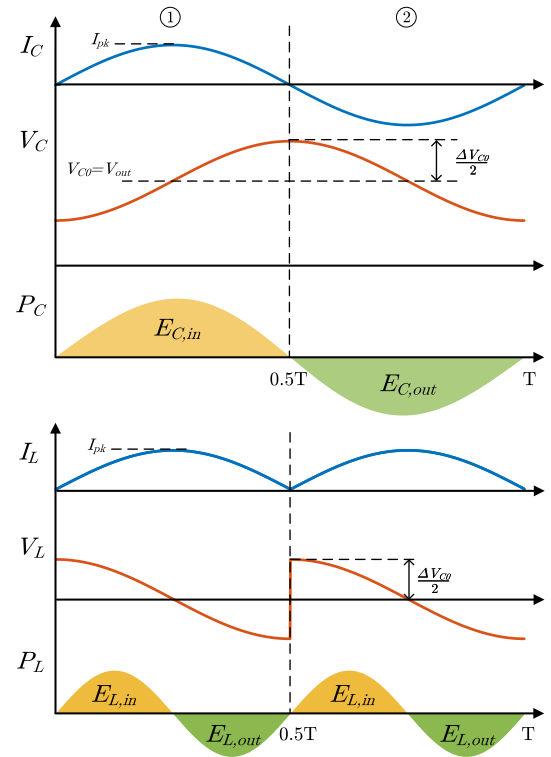 ① ②
I_C
I_pk
V_C
ΔV_C0/2
V_C0=V_out
P_C
E_C,in
0.5T T
E_C,out
I_L
I_pk
V_L
ΔV_C0/2
P_L
E_L,in E_L,in
E_L,out 0.5T E_L,out T